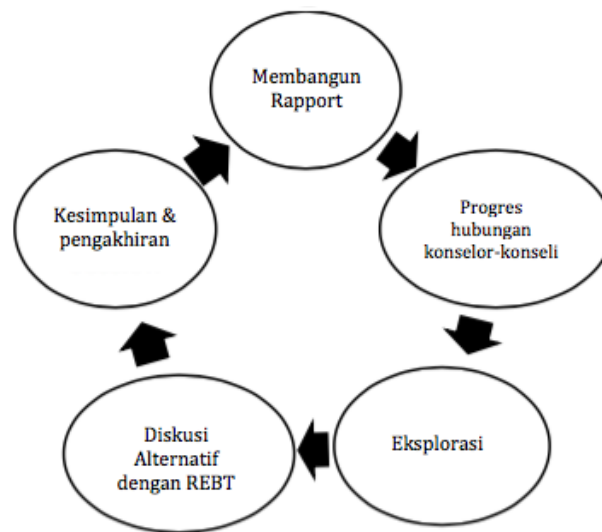 Membangun
Rapport
Progres
hubungan
konselor-konseli
Eksplorasi
Diskusi
Alternatif
dengan REBT
Kesimpulan &
pengakhiran